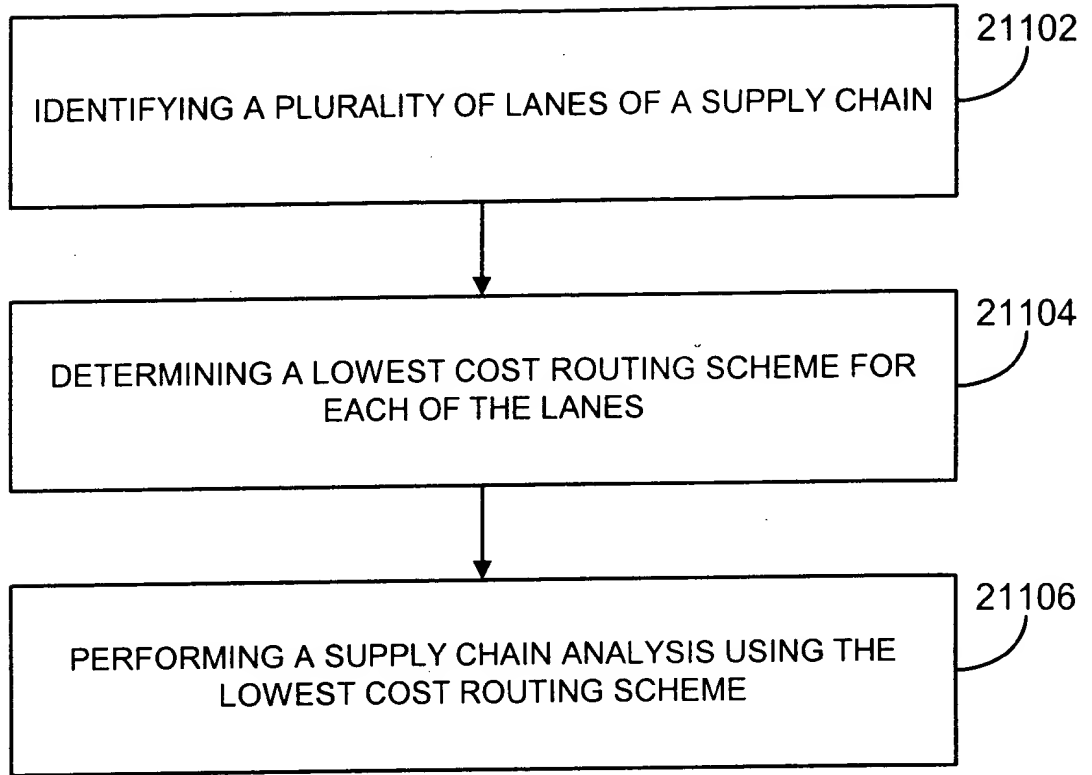 21102
IDENTIFYING A PLURALITY OF LANES OF A SUPPLY CHAIN
21104
DETERMINING A LOWEST COST ROUTING SCHEME FOR
EACH OF THE LANES
21106
PERFORMING A SUPPLY CHAIN ANALYSIS USING THE
LOWEST COST ROUTING SCHEME